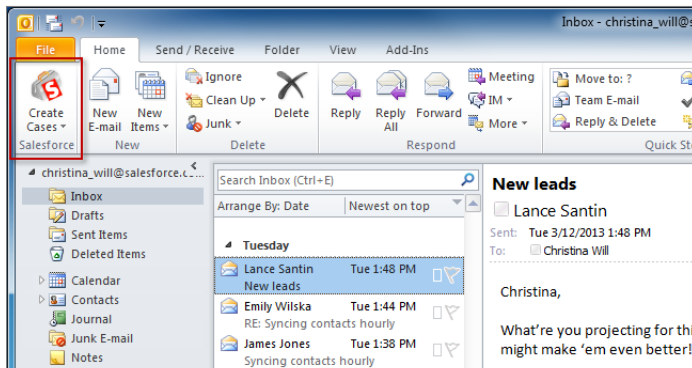 Inbox - christina_will@s
File Home Send / Receive Folder View Add-Ins
Create Cases
New E-mail
New Items
Ignore
Clean Up
Junk
Delete
Reply
Reply All
Forward
Meeting
IM
More
Move to: ?
Team E-mail
Reply & Delete
Salesforce New Delete Respond Quick St
christina_will@salesforce.c...
Inbox
Drafts
Sent Items
Deleted Items
Calendar
Contacts
Journal
Junk E-mail
Notes
Search Inbox (Ctrl+E)
Arrange By: Date Newest on top
Tuesday
Lance Santin Tue 1:48 PM
New leads
Emily Wilska Tue 1:44 PM
RE: Syncing contacts hourly
James Jones Tue 1:38 PM
Syncing contacts hourly
New leads
Lance Santin
Sent: Tue 3/12/2013 1:48 PM
To: Christina Will
Christina,
What're you projecting for thi
might make 'em even better!